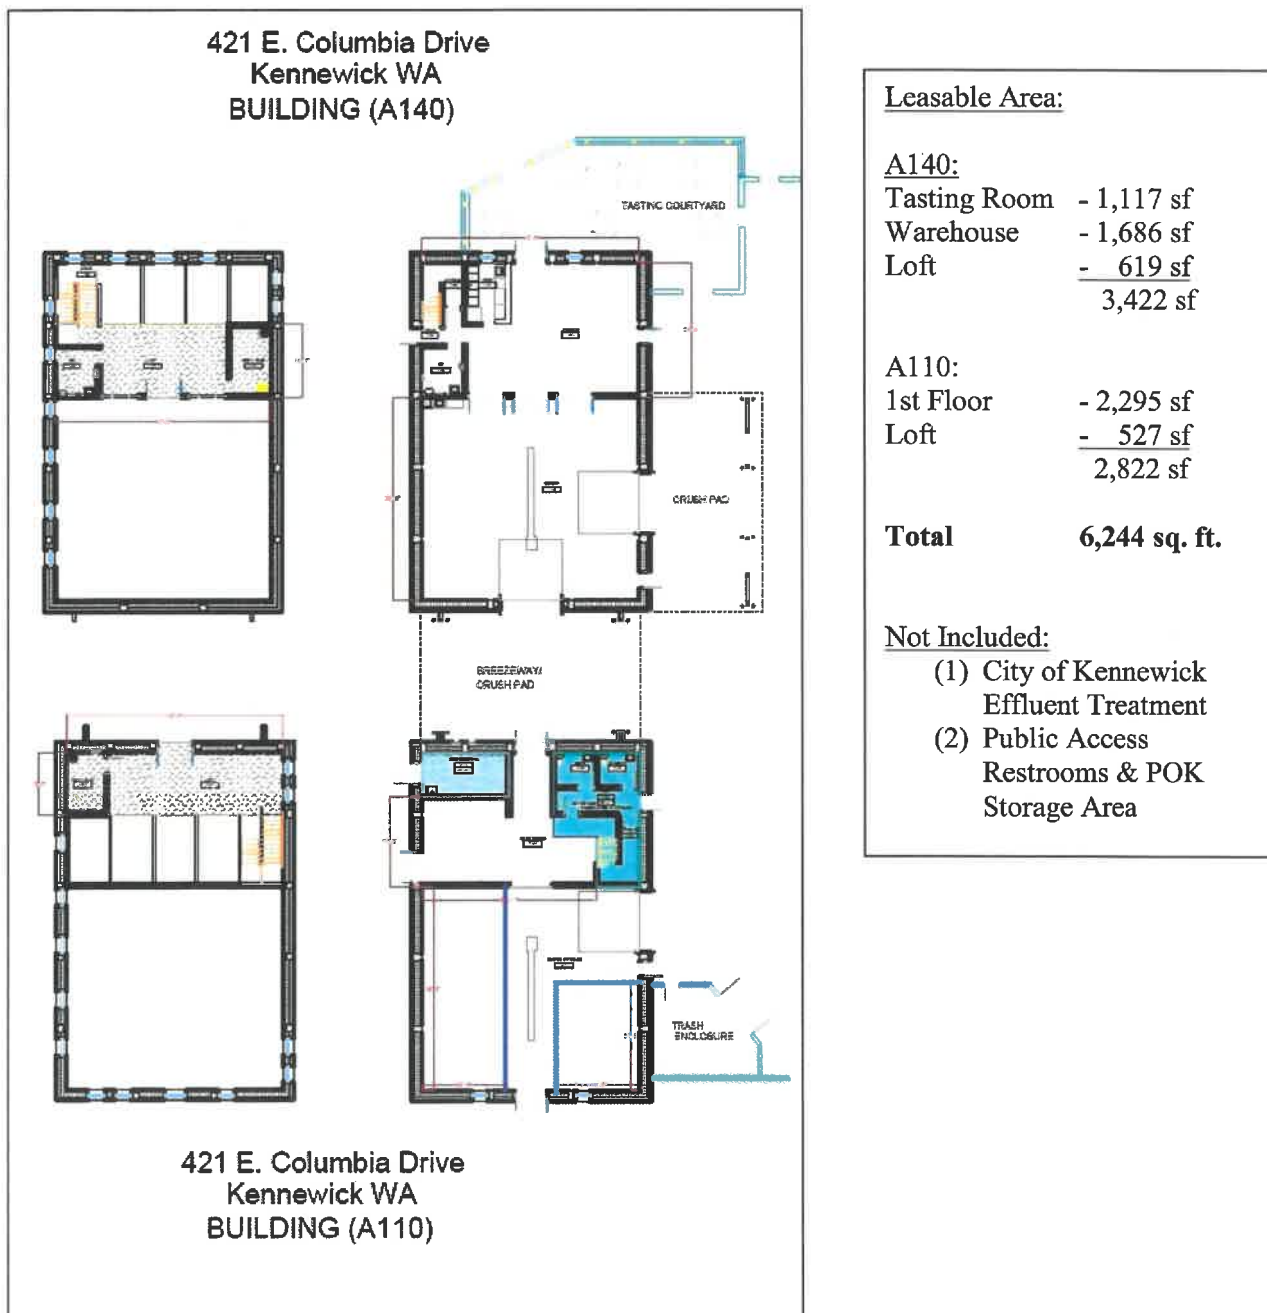 421 E. Columbia Drive
Kennewick WA
BUILDING (A140)
TASTING COURTYARD
CRUSH PAD
BREEZEWAY/
CRUSH PAD
TRASH
ENCLOSURE
421 E. Columbia Drive
Kennewick WA
BUILDING (A110)
Leasable Area:
A140:
Tasting Room - 1,117 sf
Warehouse - 1,686 sf
Loft - 619 sf
3,422 sf
A110:
1st Floor - 2,295 sf
Loft - 527 sf
2,822 sf
Total 6,244 sq. ft.
Not Included:
(1) City of Kennewick
Effluent Treatment
(2) Public Access
Restrooms & POK
Storage Area